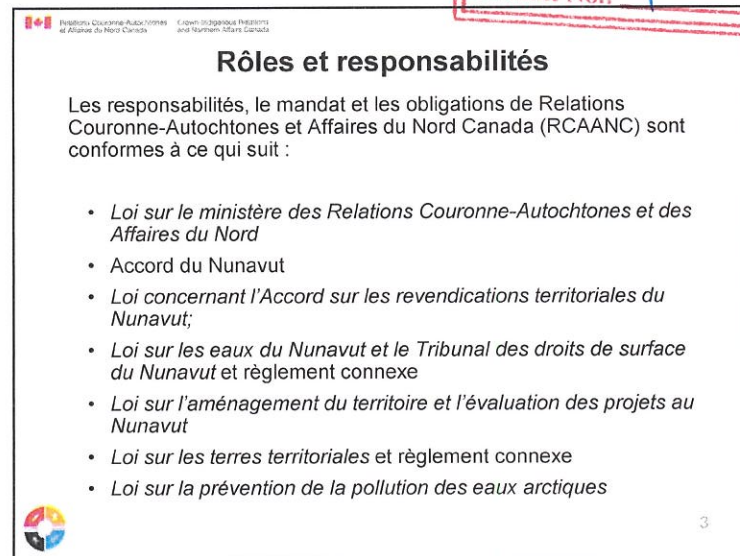 Relations Couronne-Autochtones Crown-Indigenous Relations
et Affaires du Nord Canada and Northern Affairs Canada
Rôles et responsabilités
Les responsabilités, le mandat et les obligations de Relations
Couronne-Autochtones et Affaires du Nord Canada (RCAANC) sont
conformes à ce qui suit :
• Loi sur le ministère des Relations Couronne-Autochtones et des
Affaires du Nord
• Accord du Nunavut
• Loi concernant l'Accord sur les revendications territoriales du
Nunavut;
• Loi sur les eaux du Nunavut et le Tribunal des droits de surface
du Nunavut et règlement connexe
• Loi sur l'aménagement du territoire et l'évaluation des projets au
Nunavut
• Loi sur les terres territoriales et règlement connexe
• Loi sur la prévention de la pollution des eaux arctiques
3